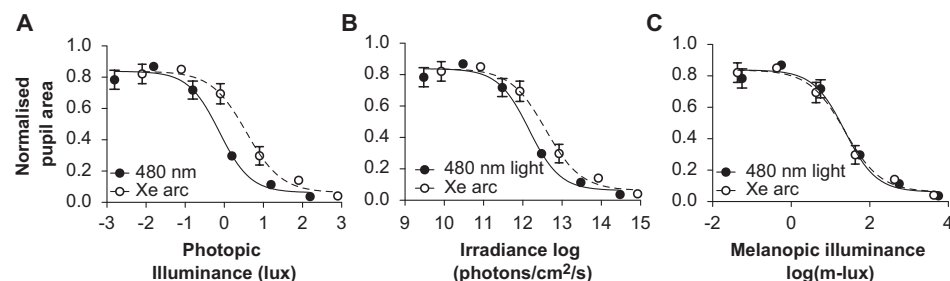 A
B
C
Normalised
pupil area
1.0
0.8
0.6
0.4
0.2
0.0
480 nm
Xe arc
-3 -2 -1 0 1 2 3
Photopic
Illuminance (lux)
1.0
0.8
0.6
0.4
0.2
0.0
480 nm light
Xe arc
9 10 11 12 13 14 15
Irradiance log
(photons/cm²/s)
1.0
0.8
0.6
0.4
0.2
0.0
480 nm light
Xe arc
-2 0 2 4
Melanopic illuminance
log(m-lux)